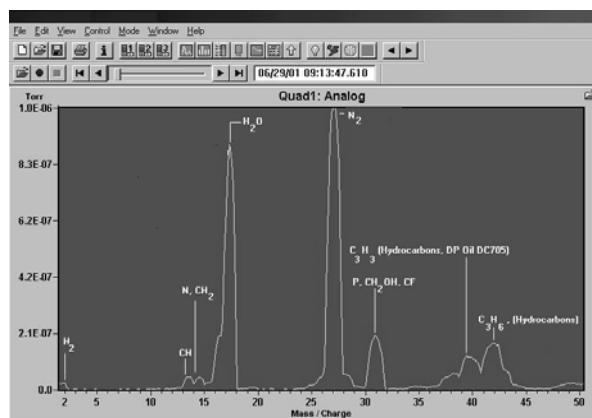 File Edit View Control Mode Window Help
06/29/01 09:13:47.610
Quad1: Analog
Torr
1.0E-06
8.3E-07
6.2E-07
4.2E-07
2.1E-07
0.0
H2O
N2
C3H3 (Hydrocarbons, DP Oil DC705)
N, CH2
P, CH2OH, CF
C3H6, (Hydrocarbons)
H2
CH
2 5 10 15 20 25 30 35 40 45 50
Mass / Charge